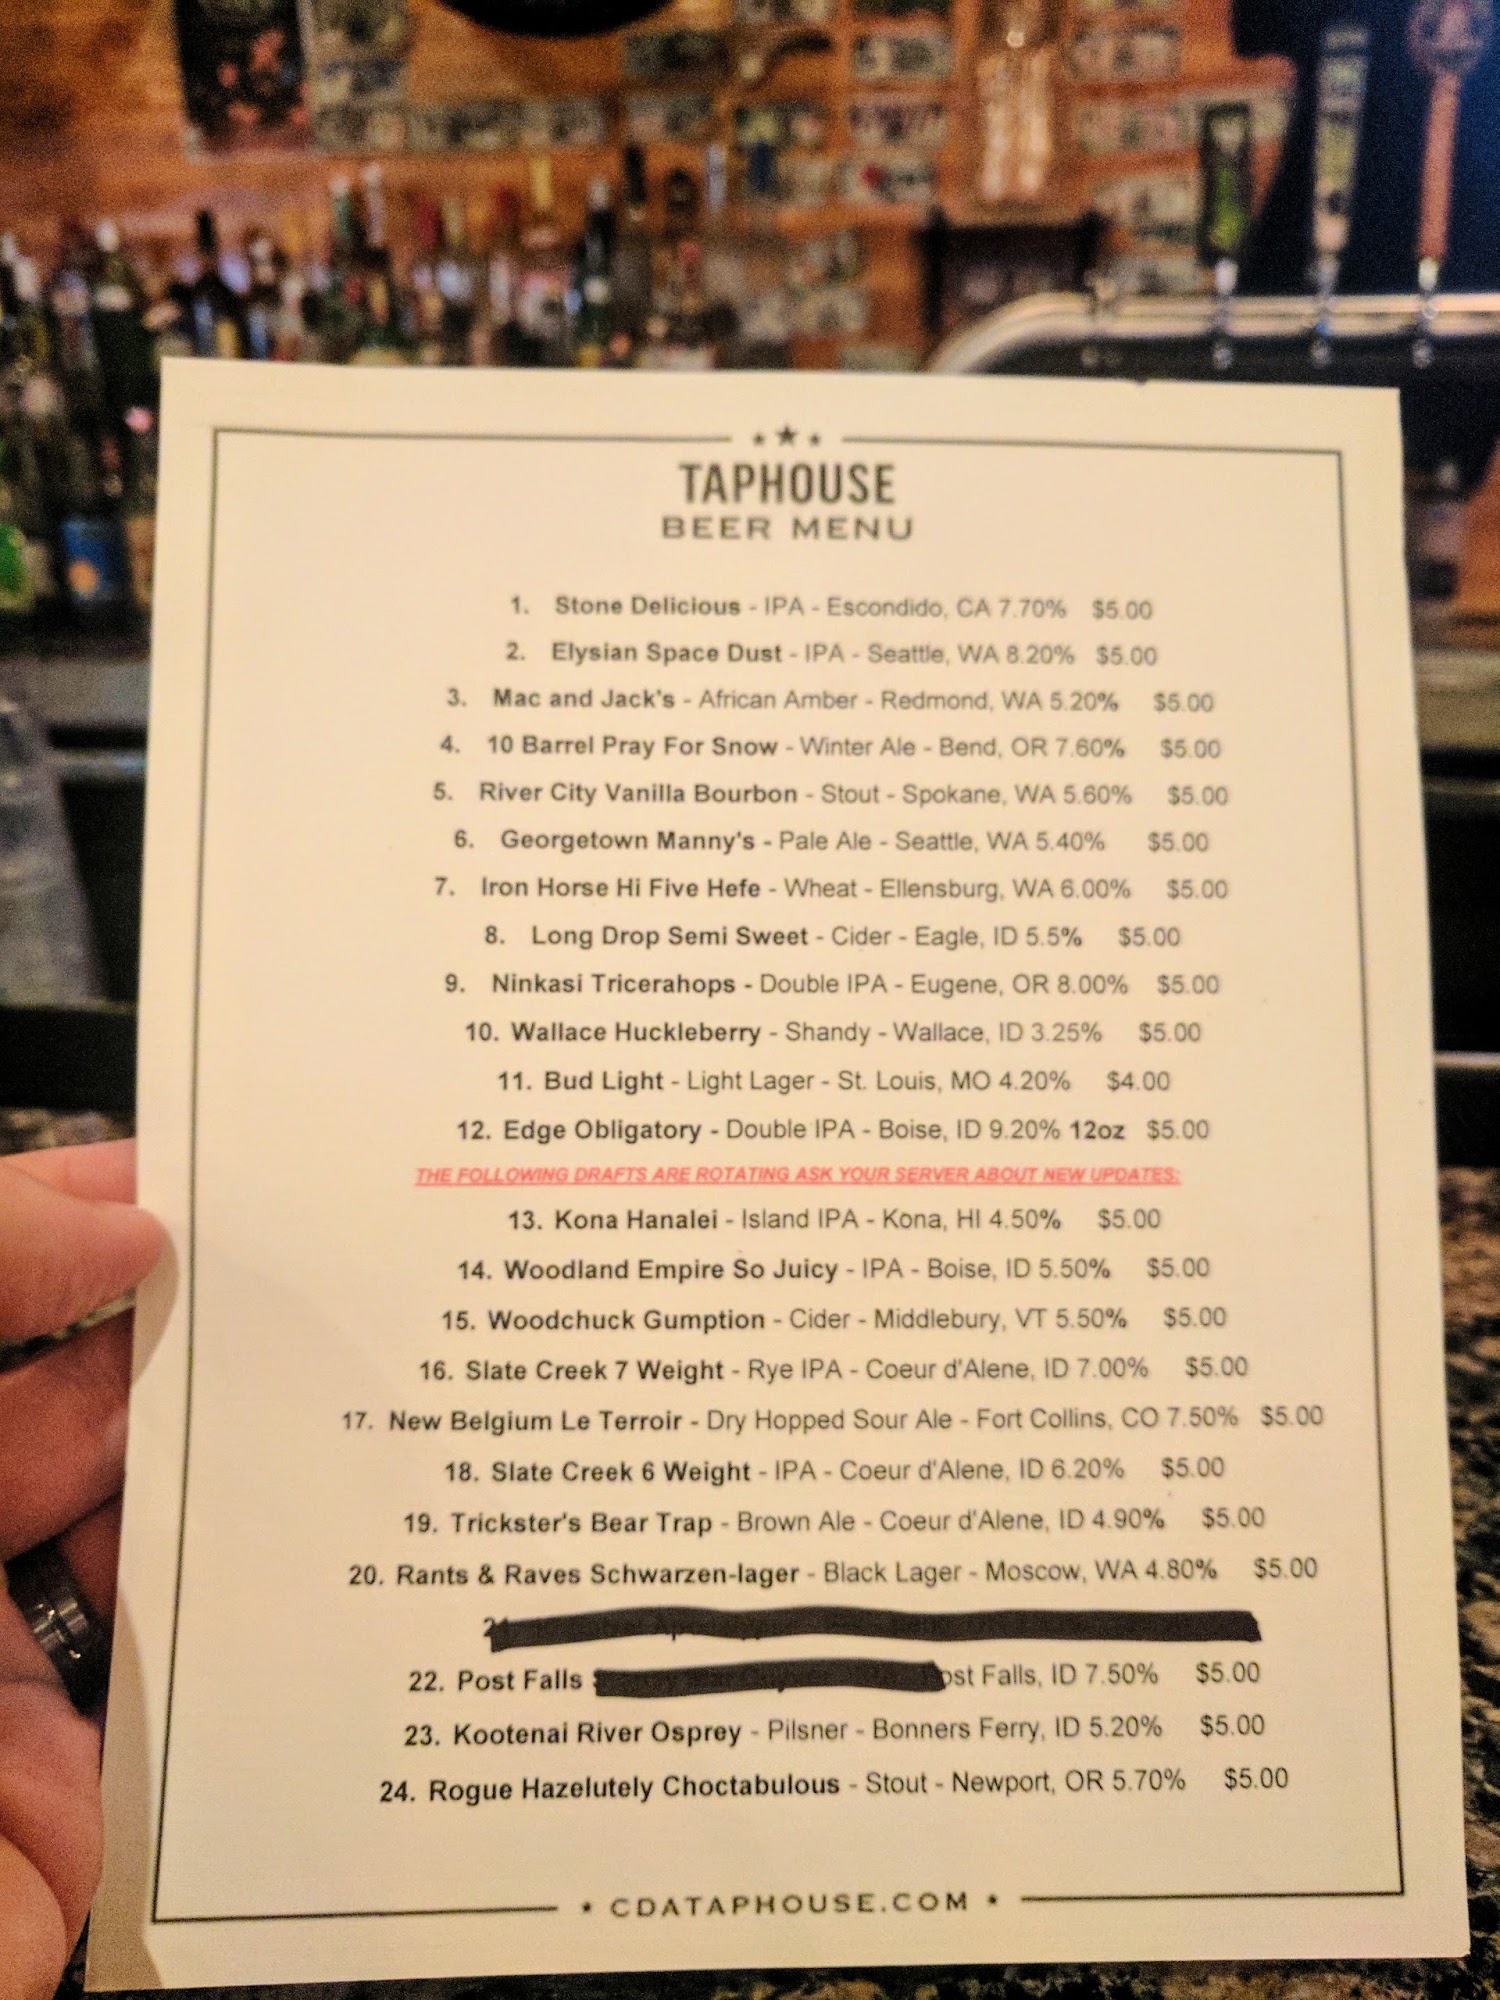 TAPHOUSE
BEER MENU
1. Stone Delicious - IPA - Escondido, CA 7.70% $5.00
2. Elysian Space Dust - IPA - Seattle, WA 8.20% $5.00
3. Mac and Jack's - African Amber - Redmond, WA 5.20% $5.00
4. 10 Barrel Pray For Snow - Winter Ale - Bend, OR 7.60% $5.00
5. River City Vanilla Bourbon - Stout - Spokane, WA 5.60% $5.00
6. Georgetown Manny's - Pale Ale - Seattle, WA 5.40% $5.00
7. Iron Horse Hi Five Hefe - Wheat - Ellensburg, WA 6.00% $5.00
8. Long Drop Semi Sweet - Cider - Eagle, ID 5.5% $5.00
9. Ninkasi Tricerahops - Double IPA - Eugene, OR 8.00% $5.00
10. Wallace Huckleberry - Shandy - Wallace, ID 3.25% $5.00
11. Bud Light - Light Lager - St. Louis, MO 4.20% $4.00
12. Edge Obligatory - Double IPA - Boise, ID 9.20% 12oz $5.00
THE FOLLOWING DRAFTS ARE ROTATING ASK YOUR SERVER ABOUT NEW UPDATES:
13. Kona Hanalei - Island IPA - Kona, HI 4.50% $5.00
14. Woodland Empire So Juicy - IPA - Boise, ID 5.50% $5.00
15. Woodchuck Gumption - Cider - Middlebury, VT 5.50% $5.00
16. Slate Creek 7 Weight - Rye IPA - Coeur d'Alene, ID 7.00% $5.00
17. New Belgium Le Terroir - Dry Hopped Sour Ale - Fort Collins, CO 7.50% $5.00
18. Slate Creek 6 Weight - IPA - Coeur d'Alene, ID 6.20% $5.00
19. Trickster's Bear Trap - Brown Ale - Coeur d'Alene, ID 4.90% $5.00
20. Rants & Raves Schwarzen-lager - Black Lager - Moscow, WA 4.80% $5.00
22. Post Falls Post Falls, ID 7.50% $5.00
23. Kootenai River Osprey - Pilsner - Bonners Ferry, ID 5.20% $5.00
24. Rogue Hazelutely Choctabulous - Stout - Newport, OR 5.70% $5.00
CDATAPHOUSE.COM